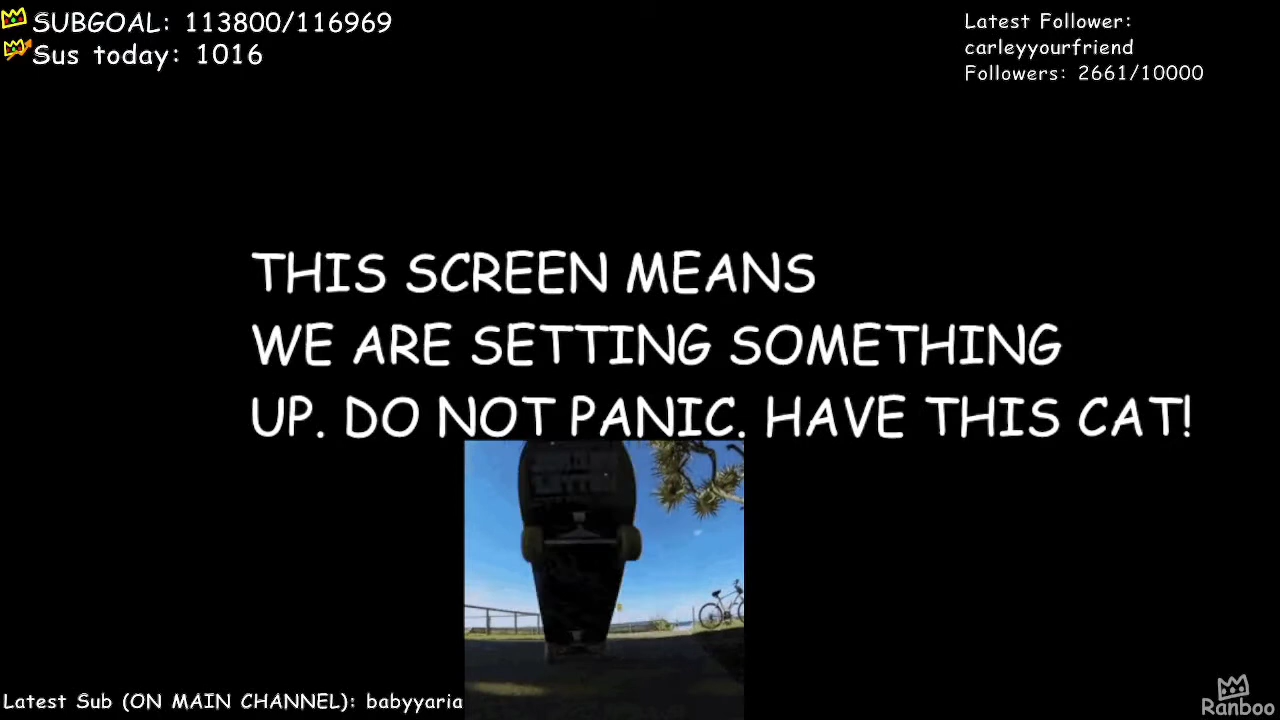 SUBGOAL: 113800/116969
Sus today: 1016
Latest Follower:
carleyyourfriend
Followers: 2661/10000
THIS SCREEN MEANS
WE ARE SETTING SOMETHING
UP. DO NOT PANIC. HAVE THIS CAT!
Latest Sub (ON MAIN CHANNEL): babyyaria
Ranboo